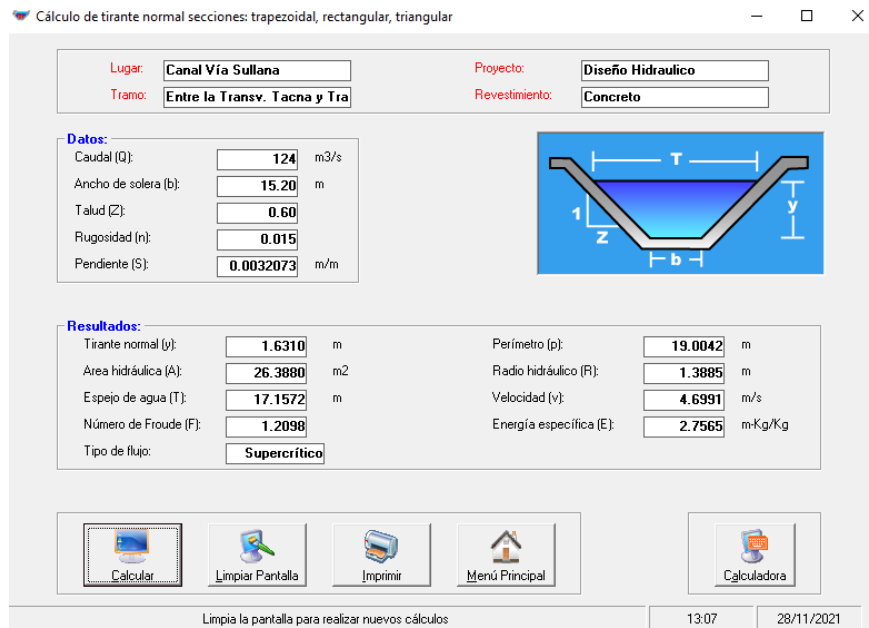 Cálculo de tirante normal secciones: trapezoidal, rectangular, triangular
Lugar: Canal Vía Sullana Proyecto: Diseño Hidraulico
Tramo: Entre la Transv. Tacna y Tra Revestimiento: Concreto
Datos:
Caudal (Q): 124 m3/s
Ancho de solera (b): 15.20 m
Talud (Z): 0.60
Rugosidad (n): 0.015
Pendiente (S): 0.0032073 m/m
T
1
Z
y
b
Resultados:
Tirante normal (y): 1.6310 m Perímetro (p): 19.0042 m
Area hidráulica (A): 26.3880 m2 Radio hidráulico (R): 1.3885 m
Espejo de agua (T): 17.1572 m Velocidad (v): 4.6991 m/s
Número de Froude (F): 1.2098 Energía específica (E): 2.7565 m-Kg/Kg
Tipo de flujo: Supercrítico
Calcular Limpiar Pantalla Imprimir Menú Principal Calculadora
Limpia la pantalla para realizar nuevos cálculos 13:07 28/11/2021